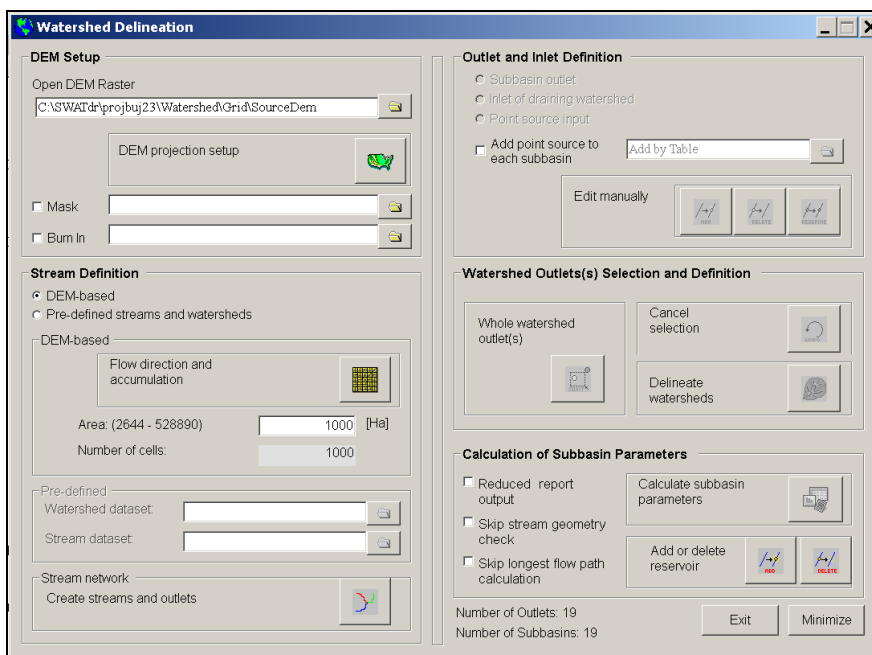 Watershed Delineation
DEM Setup
Open DEM Raster
C:\SWATdr\projbuj23\Watershed\Grid\SourceDem
DEM projection setup
Mask
Burn In
Stream Definition
DEM-based
Pre-defined streams and watersheds
DEM-based
Flow direction and
accumulation
Area: (2644 - 528890)
1000 [Ha]
Number of cells:
1000
Pre-defined
Watershed dataset:
Stream dataset:
Stream network
Create streams and outlets
Outlet and Inlet Definition
Subbasin outlet
Inlet of draining watershed
Point source input
Add point source to
each subbasin
Add by Table
Edit manually
ADD
DELETE
REDEFINE
Watershed Outlets(s) Selection and Definition
Whole watershed
outlet(s)
Cancel
selection
Delineate
watersheds
Calculation of Subbasin Parameters
Reduced report
output
Skip stream geometry
check
Skip longest flow path
calculation
Calculate subbasin
parameters
Add or delete
reservoir
ADD
DELETE
Number of Outlets: 19
Number of Subbasins: 19
Exit
Minimize